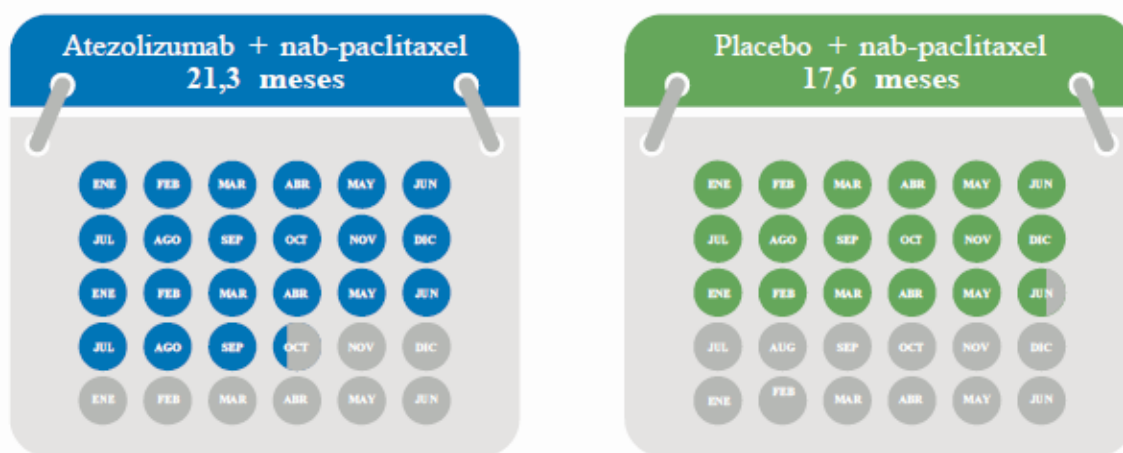 Atezolizumab + nab-paclitaxel
21,3 meses
ENE FEB MAR ABR MAY JUN
JUL AGO SEP OCT NOV DIC
ENE FEB MAR ABR MAY JUN
JUL AGO SEP OCT NOV DIC
ENE FEB MAR ABR MAY JUN
Placebo + nab-paclitaxel
17,6 meses
ENE FEB MAR ABR MAY JUN
JUL AGO SEP OCT NOV DIC
ENE FEB MAR ABR MAY JUN
JUL AUG SEP OCT NOV DIC
ENE FEB MAR ABR MAY JUN